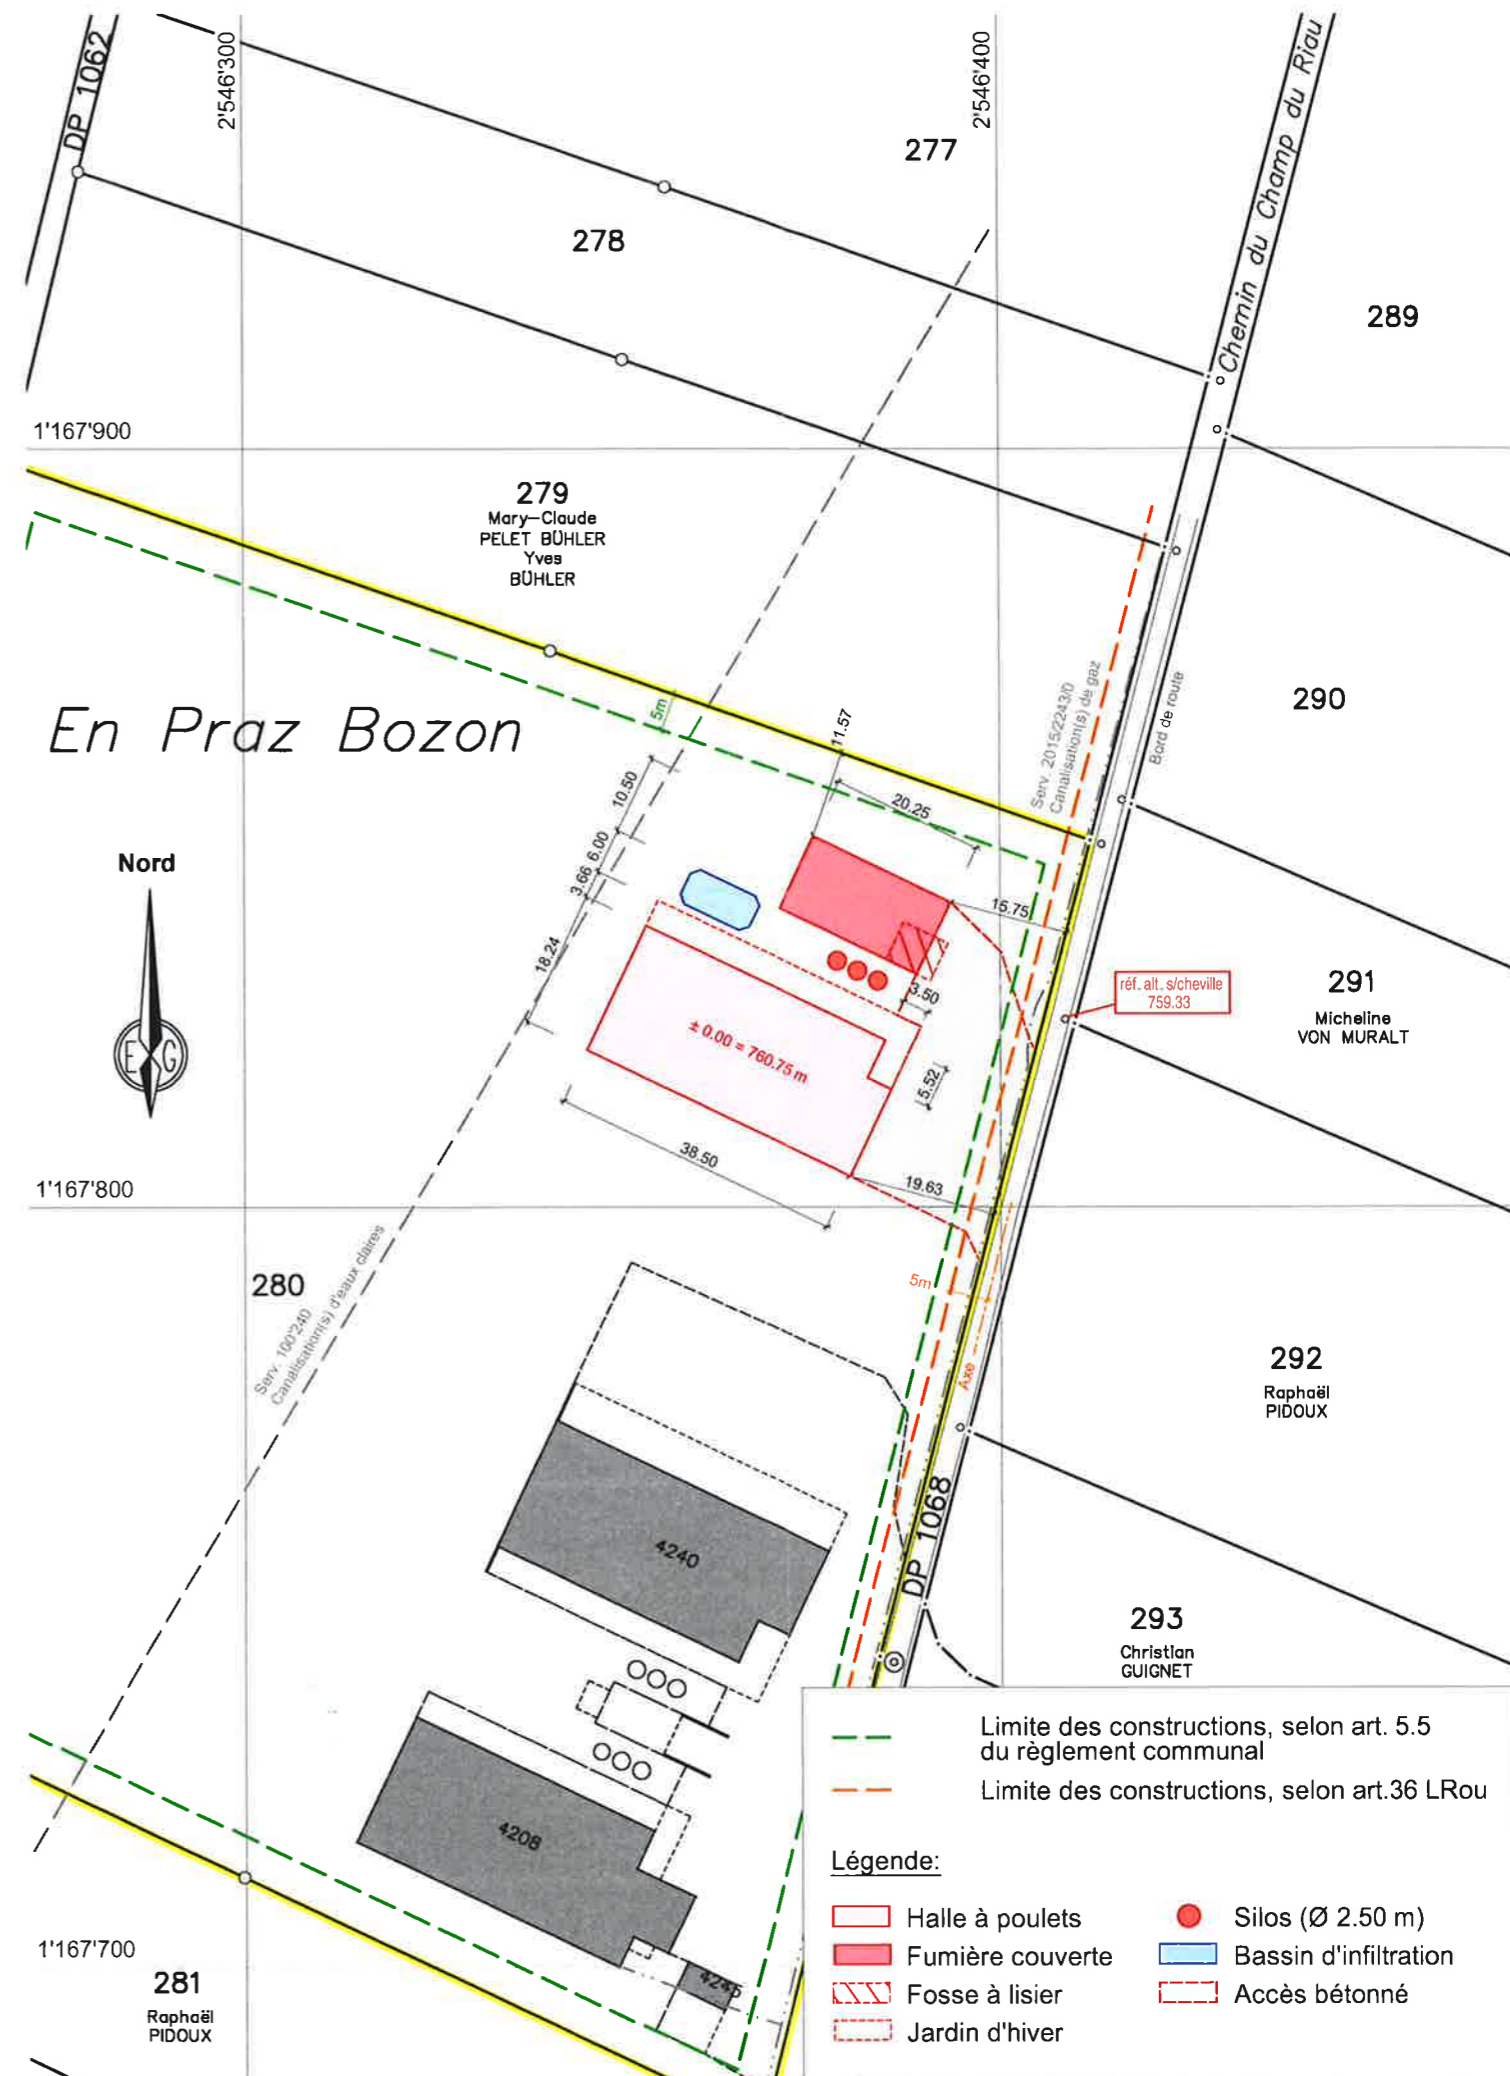 DP 1062
2'546'300
2'546'400
277
Chemin du Champ du Riau
278
289
1'167'900
279
Mary-Claude
PELET BÜHLER
Yves
BÜHLER
Serv. 2015/2243/0
Canalisation(s) de gaz
Bord de route
290
En Praz Bozon
5m
11.57
10.50
20.25
6.00
3.66
Nord
E G
18.24
15.75
3.50
réf. alt. s/cheville
759.33
291
Micheline
VON MURALT
± 0.00 = 760.75 m
5.52
38.50
19.63
1'167'800
280
Serv. 100'240
Canalisation(s) d'eaux claires
5m
Axe
292
Raphaël
PIDOUX
DP 1068
4240
293
Christian
GUIGNET
4208
4245
1'167'700
281
Raphaël
PIDOUX
Limite des constructions, selon art. 5.5
du règlement communal
Limite des constructions, selon art.36 LRou
Légende:
Halle à poulets
Silos (Ø 2.50 m)
Fumière couverte
Bassin d'infiltration
Fosse à lisier
Accès bétonné
Jardin d'hiver